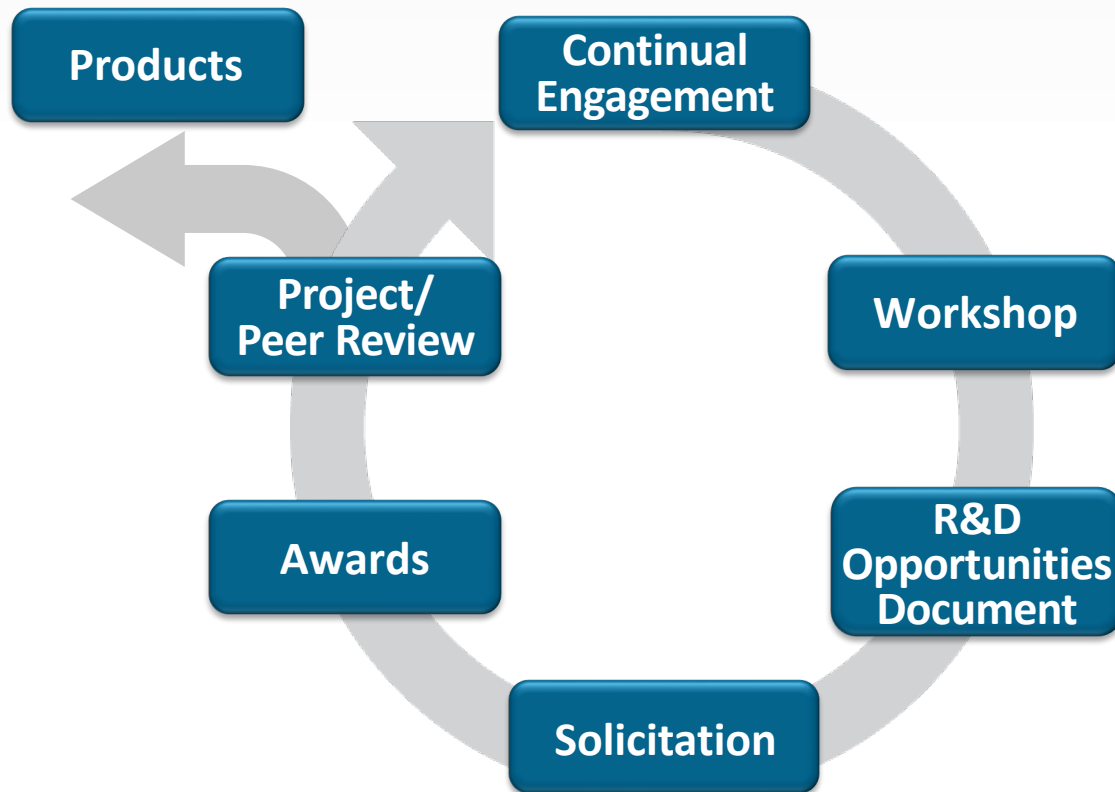 Products
Continual
Engagement
Project/
Peer Review
Workshop
Awards
R&D
Opportunities
Document
Solicitation